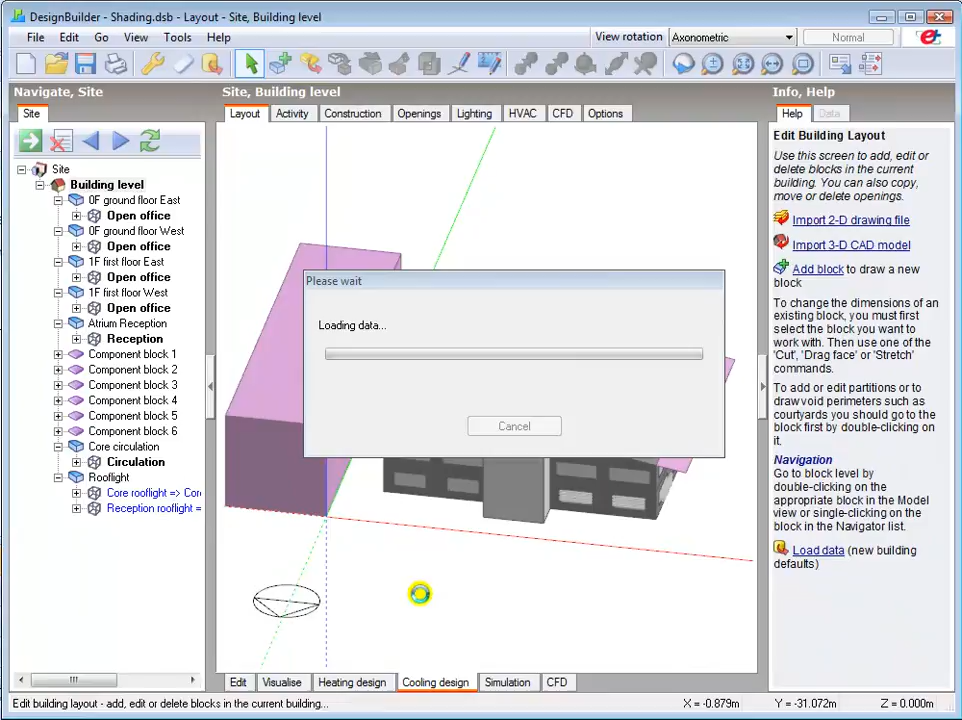 DesignBuilder - Shading.dsb - Layout - Site, Building level
File Edit Go View Tools Help
View rotation Axonometric Normal
Navigate, Site
Site, Building level
Info, Help
Site
Layout Activity Construction Openings Lighting HVAC CFD Options
Help Data
Site
Building level
0F ground floor East
Open office
0F ground floor West
Open office
1F first floor East
Open office
1F first floor West
Open office
Atrium Reception
Reception
Component block 1
Component block 2
Component block 3
Component block 4
Component block 5
Component block 6
Core circulation
Circulation
Rooflight
Core rooflight => Core
Reception rooflight =
Please wait
Loading data...
Cancel
Edit Building Layout
Use this screen to add, edit or
delete blocks in the current
building. You can also copy,
move or delete openings.
Import 2-D drawing file
Import 3-D CAD model
Add block to draw a new
block
To change the dimensions of an
existing block, you must first
select the block you want to
work with. Then use one of the
'Cut', 'Drag face' or 'Stretch'
commands.
To add or edit partitions or to
draw void perimeters such as
courtyards you should go to the
block first by double-clicking on
it.
Navigation
Go to block level by
double-clicking on the
appropriate block in the Model
view or single-clicking on the
block in the Navigator list.
Load data (new building
defaults)
Edit Visualise Heating design Cooling design Simulation CFD
Edit building layout - add, edit or delete blocks in the current building...
X = -0.879m Y = -31.072m Z = 0.000m